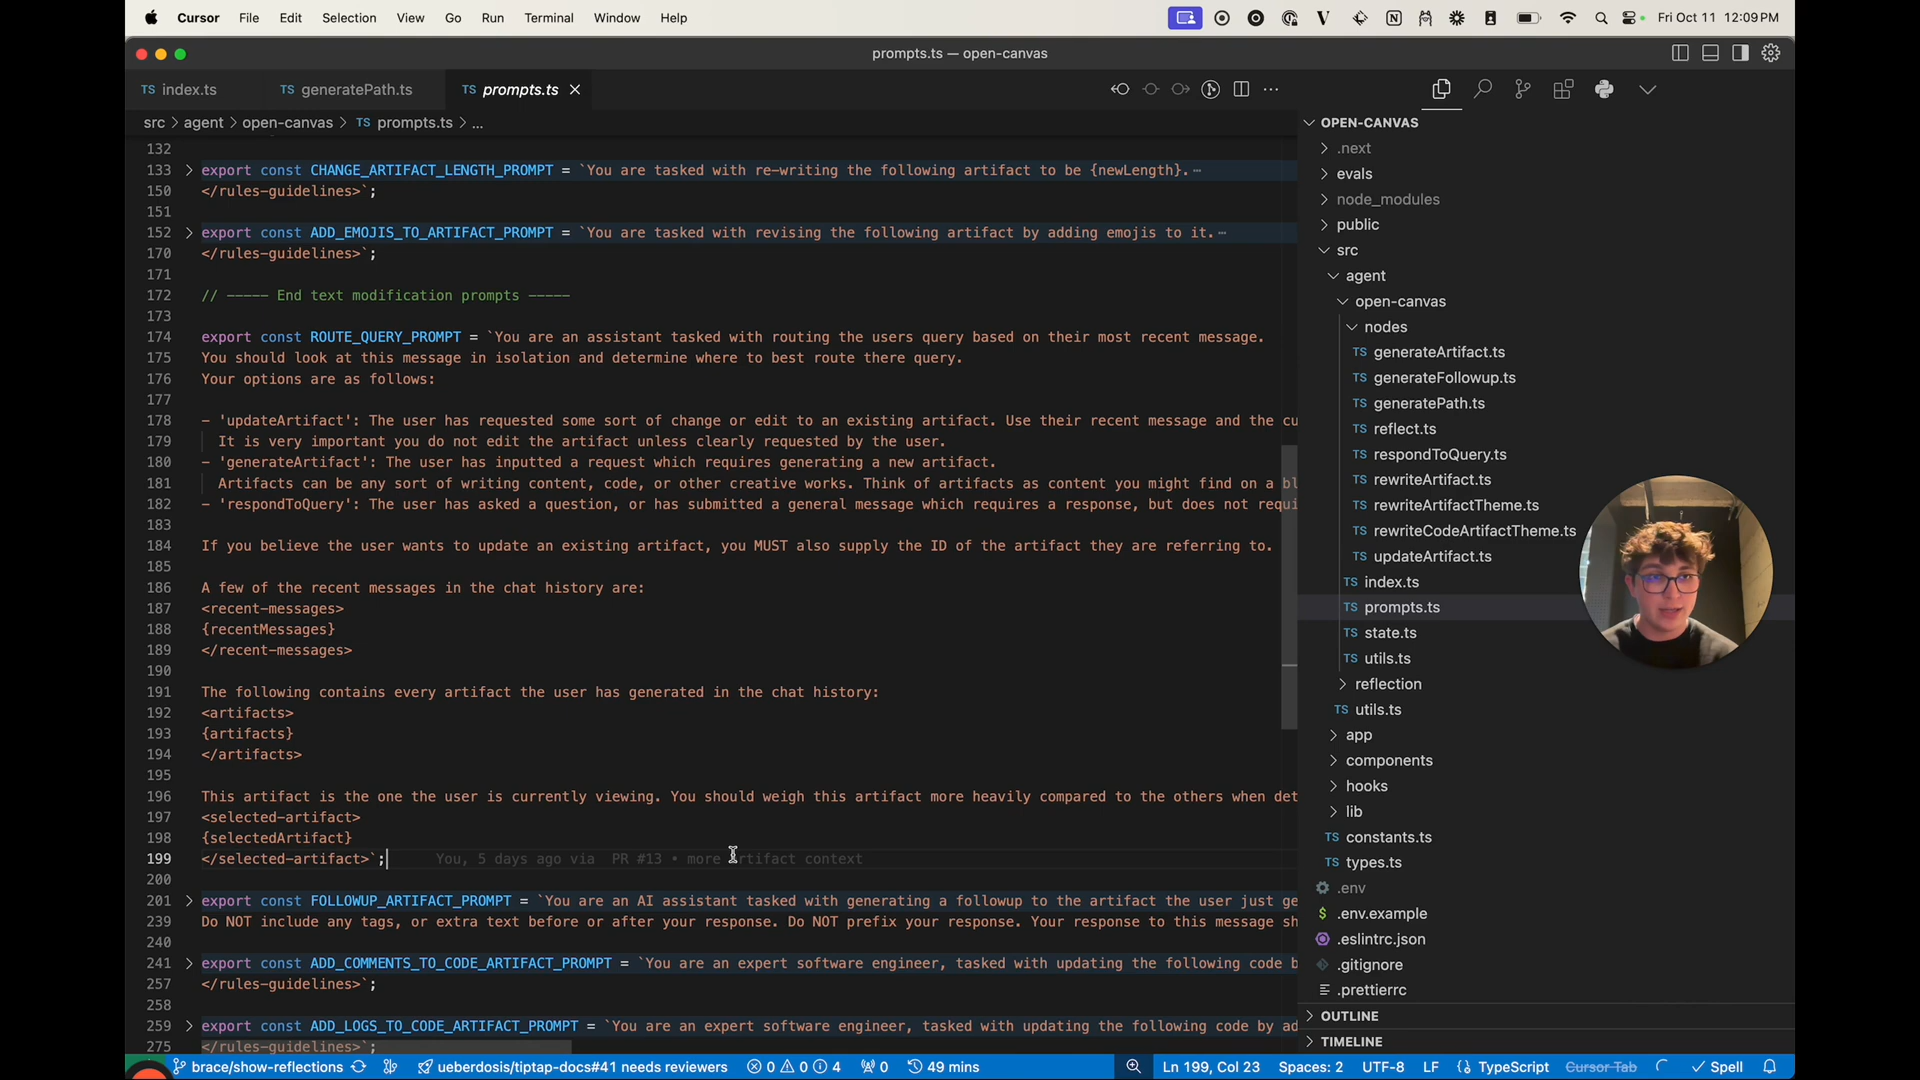 Cursor File Edit Selection View Go Run Terminal Window Help Fri Oct 11 12:09 PM
prompts.ts — open-canvas
TS index.ts TS generatePath.ts TS prompts.ts
src > agent > open-canvas > TS prompts.ts > ...
132
133 export const CHANGE_ARTIFACT_LENGTH_PROMPT = `You are tasked with re-writing the following artifact to be {newLength}.
150 </rules-guidelines>`;
151
152 export const ADD_EMOJIS_TO_ARTIFACT_PROMPT = `You are tasked with revising the following artifact by adding emojis to it.
170 </rules-guidelines>`;
171
172 // ----- End text modification prompts -----
173
174 export const ROUTE_QUERY_PROMPT = `You are an assistant tasked with routing the users query based on their most recent message.
175 You should look at this message in isolation and determine where to best route there query.
176 Your options are as follows:
177
178 - 'updateArtifact': The user has requested some sort of change or edit to an existing artifact. Use their recent message and the cu
179 It is very important you do not edit the artifact unless clearly requested by the user.
180 - 'generateArtifact': The user has inputted a request which requires generating a new artifact.
181 Artifacts can be any sort of writing content, code, or other creative works. Think of artifacts as content you might find on a bl
182 - 'respondToQuery': The user has asked a question, or has submitted a general message which requires a response, but does not requi
183
184 If you believe the user wants to update an existing artifact, you MUST also supply the ID of the artifact they are referring to.
185
186 A few of the recent messages in the chat history are:
187 <recent-messages>
188 {recentMessages}
189 </recent-messages>
190
191 The following contains every artifact the user has generated in the chat history:
192 <artifacts>
193 {artifacts}
194 </artifacts>
195
196 This artifact is the one the user is currently viewing. You should weigh this artifact more heavily compared to the others when det
197 <selected-artifact>
198 {selectedArtifact}
199 </selected-artifact>`; You, 5 days ago via PR #13 • more artifact context
200
201 export const FOLLOWUP_ARTIFACT_PROMPT = `You are an AI assistant tasked with generating a followup to the artifact the user just ge
239 Do NOT include any tags, or extra text before or after your response. Do NOT prefix your response. Your response to this message sh
240
241 export const ADD_COMMENTS_TO_CODE_ARTIFACT_PROMPT = `You are an expert software engineer, tasked with updating the following code b
257 </rules-guidelines>`;
258
259 export const ADD_LOGS_TO_CODE_ARTIFACT_PROMPT = `You are an expert software engineer, tasked with updating the following code by ad
275 </rules-guidelines>`;
OPEN-CANVAS
.next
evals
node_modules
public
src
agent
open-canvas
nodes
TS generateArtifact.ts
TS generateFollowup.ts
TS generatePath.ts
TS reflect.ts
TS respondToQuery.ts
TS rewriteArtifact.ts
TS rewriteArtifactTheme.ts
TS rewriteCodeArtifactTheme.ts
TS updateArtifact.ts
TS index.ts
TS prompts.ts
TS state.ts
TS utils.ts
reflection
TS utils.ts
app
components
hooks
lib
TS constants.ts
TS types.ts
.env
$ .env.example
.eslintrc.json
.gitignore
.prettierrc
OUTLINE
TIMELINE
brace/show-reflections ueberdosis/tiptap-docs#41 needs reviewers 0 0 4 0 49 mins Ln 199, Col 23 Spaces: 2 UTF-8 LF {} TypeScript Cursor Tab Spell